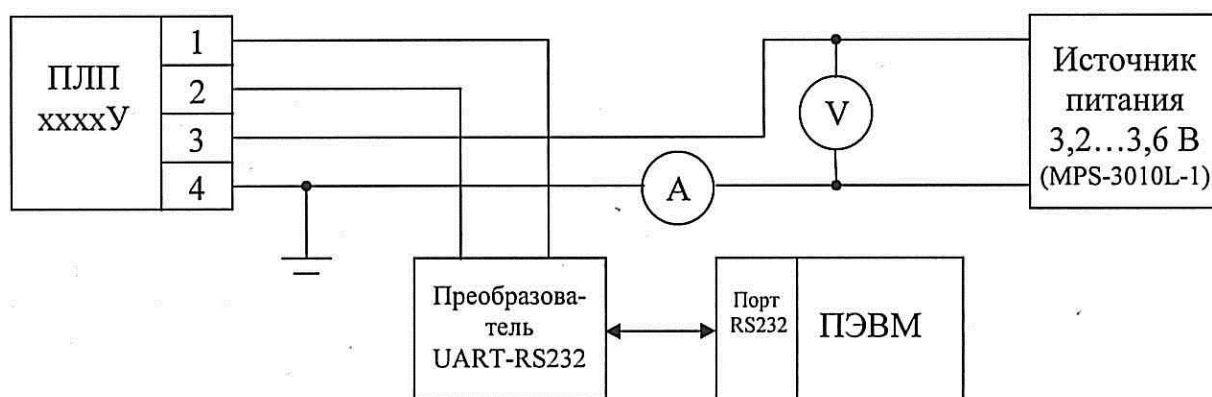 ПЛП
ххххУ
1
2
3
4
V
A
Источник
питания
3,2...3,6 В
(MPS-3010L-1)
Преобразова-
тель
UART-RS232
Порт
RS232
ПЭВМ